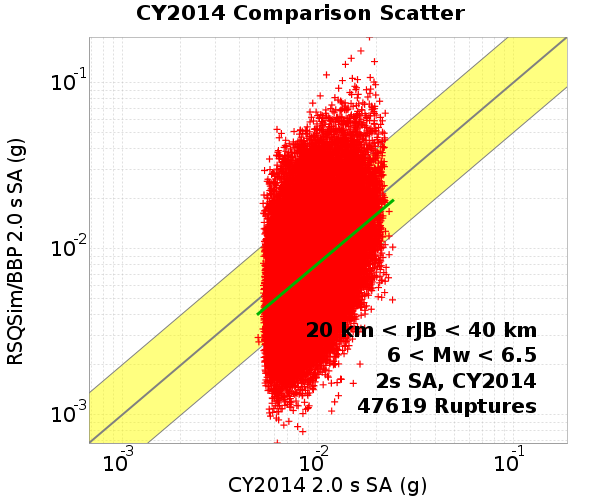 CY2014 Comparison Scatter
10⁻¹
10⁻²
10⁻³
RSQSim/BBP 2.0 s SA (g)
20 km < rJB < 40 km
6 < Mw < 6.5
2s SA, CY2014
47619 Ruptures
10⁻³ 10⁻² 10⁻¹
CY2014 2.0 s SA (g)